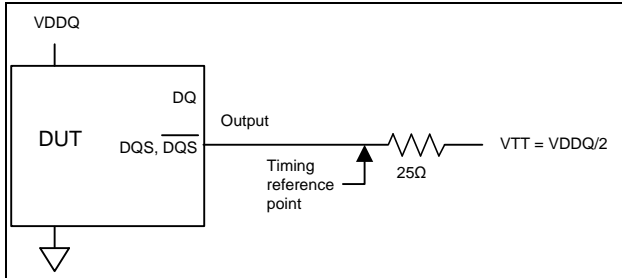 VDDQ
DQ
DUT
DQS, DQS
Output
Timing
reference
point
25Ω
VTT = VDDQ/2